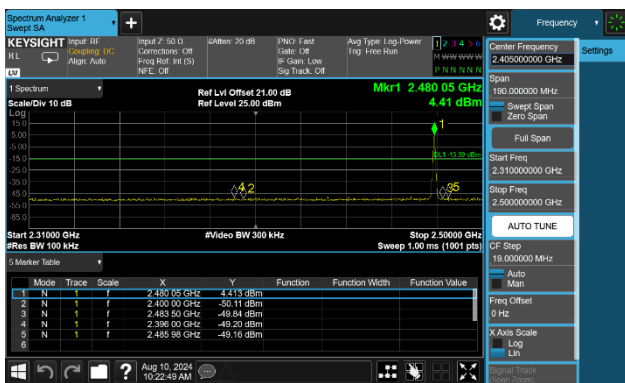 Spectrum Analyzer 1
Swept SA
+
Frequency
KEYSIGHT
RL
Input: RF
Coupling: DC
Align: Auto
Input Z: 50 Ω
Corrections: Off
Freq Ref: Int (S)
NFE: Off
#Atten: 20 dB
PNO: Fast
Gate: Off
IF Gain: Low
Sig Track: Off
Avg Type: Log-Power
Trig: Free Run
1 2 3 4 5 6
M W W W W W
P N N N N N
LXI
Center Frequency
2.405000000 GHz
Settings
Span
190.000000 MHz
Swept Span
Zero Span
Full Span
Start Freq
2.310000000 GHz
Stop Freq
2.500000000 GHz
AUTO TUNE
CF Step
19.000000 MHz
Auto
Man
Freq Offset
0 Hz
X Axis Scale
Log
Lin
Signal Track
(Span Zoom)
1 Spectrum
Scale/Div 10 dB
Ref Lvl Offset 21.00 dB
Ref Level 25.00 dBm
Mkr1 2.480 05 GHz
4.41 dBm
Log
15.0
5.00
-5.00
-15.0
-25.0
-35.0
-45.0
-55.0
-65.0
1
DL1 -15.59 dBm
4 2
3 5
Start 2.31000 GHz
#Res BW 100 kHz
#Video BW 300 kHz
Stop 2.50000 GHz
Sweep 1.00 ms (1001 pts)
5 Marker Table
Mode Trace Scale X Y Function Function Width Function Value
1 N 1 f 2.480 05 GHz 4.413 dBm
2 N 1 f 2.400 00 GHz -50.11 dBm
3 N 1 f 2.483 50 GHz -49.84 dBm
4 N 1 f 2.396 00 GHz -49.20 dBm
5 N 1 f 2.485 98 GHz -49.16 dBm
6
?
Aug 10, 2024
10:22:49 AM